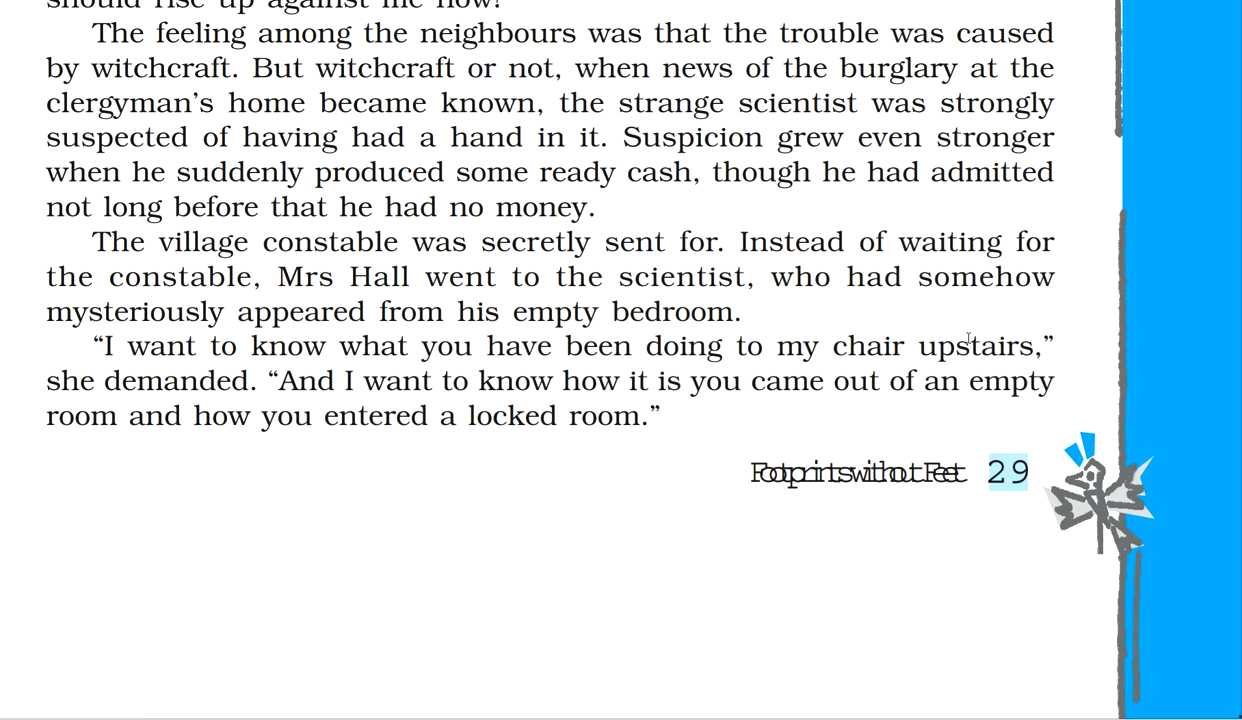 should rise up against me now!
The feeling among the neighbours was that the trouble was caused
by witchcraft. But witchcraft or not, when news of the burglary at the
clergyman’s home became known, the strange scientist was strongly
suspected of having had a hand in it. Suspicion grew even stronger
when he suddenly produced some ready cash, though he had admitted
not long before that he had no money.
The village constable was secretly sent for. Instead of waiting for
the constable, Mrs Hall went to the scientist, who had somehow
mysteriously appeared from his empty bedroom.
“I want to know what you have been doing to my chair upstairs,”
she demanded. “And I want to know how it is you came out of an empty
room and how you entered a locked room.”
Footprints without Feet 29